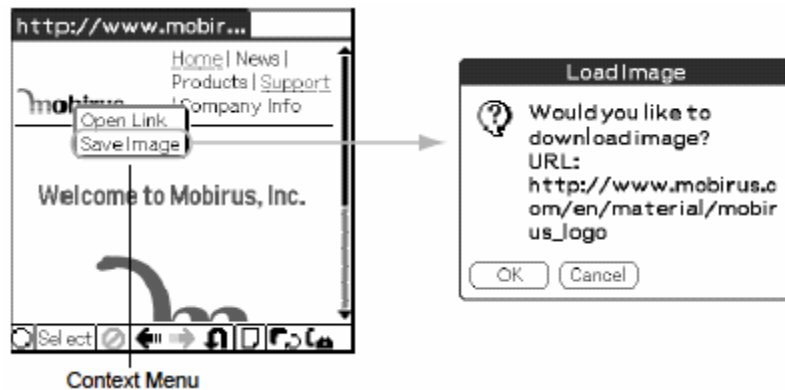 http://www.mobir...
Home| News|
Products| Support
mobirus
|Company Info
Open Link
Save Image
Welcome to Mobirus, Inc.
Select
Context Menu
Load Image
Would you like to
download image?
URL:
http://www.mobirus.c
om/en/material/mobir
us_logo
OK
Cancel